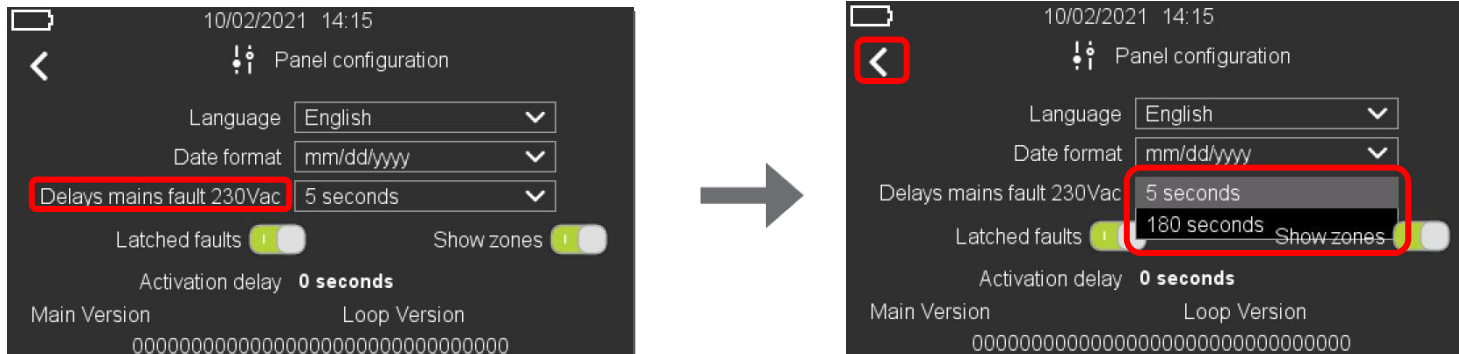 10/02/2021 14:15
Panel configuration
Language English
Date format mm/dd/yyyy
Delays mains fault 230Vac 5 seconds
Latched faults Show zones
Activation delay 0 seconds
Main Version Loop Version
00000000000000000000000000000000
10/02/2021 14:15
Panel configuration
Language English
Date format mm/dd/yyyy
Delays mains fault 230Vac 5 seconds
180 seconds
Latched faults Show zones
Activation delay 0 seconds
Main Version Loop Version
00000000000000000000000000000000